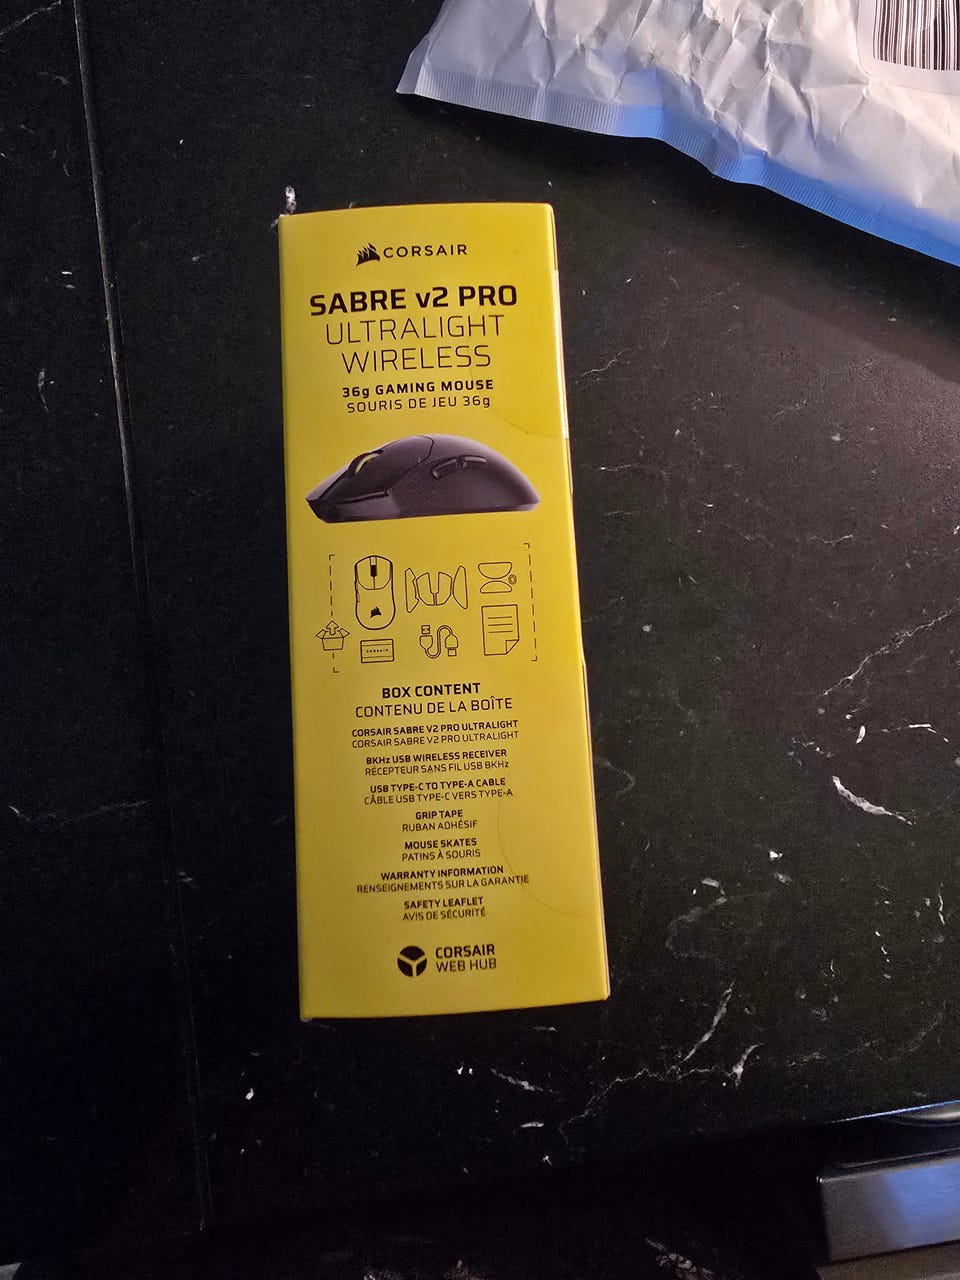 CORSAIR
SABRE v2 PRO
ULTRALIGHT
WIRELESS
36g GAMING MOUSE
SOURIS DE JEU 36g
CORSAIR
BOX CONTENT
CONTENU DE LA BOÎTE
CORSAIR SABRE V2 PRO ULTRALIGHT
CORSAIR SABRE V2 PRO ULTRALIGHT
8KHz USB WIRELESS RECEIVER
RÉCEPTEUR SANS FIL USB 8KHz
USB TYPE-C TO TYPE-A CABLE
CÂBLE USB TYPE-C VERS TYPE-A
GRIP TAPE
RUBAN ADHÉSIF
MOUSE SKATES
PATINS À SOURIS
WARRANTY INFORMATION
RENSEIGNEMENTS SUR LA GARANTIE
SAFETY LEAFLET
AVIS DE SÉCURITÉ
CORSAIR
WEB HUB